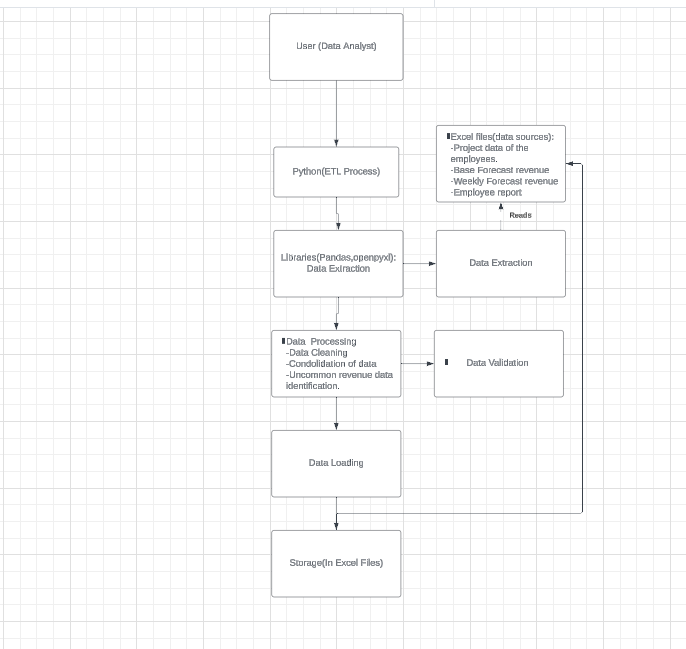 User (Data Analyst)
Python(ETL Process)
Excel files(data sources):
-Project data of the
employees.
-Base Forecast revenue
-Weekly Forecast revenue
-Employee report
Reads
Libraries(Pandas,openpyxl):
Data Exiraction
Data Extraction
Data Processing
-Data Cleaning
-Condolidation of data
-Uncommon revenue data
identification.
Data Validation
Data Loading
Storage(In Excel Files)